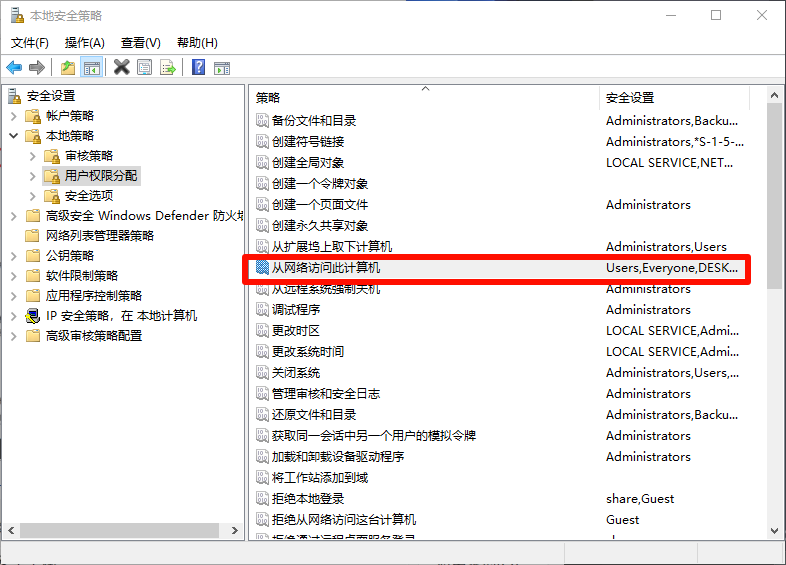 本地安全策略
文件(F) 操作(A) 查看(V) 帮助(H)
安全设置
帐户策略
本地策略
审核策略
用户权限分配
安全选项
高级安全 Windows Defender 防火墙
网络列表管理器策略
公钥策略
软件限制策略
应用程序控制策略
IP 安全策略，在 本地计算机
高级审核策略配置
策略 安全设置
备份文件和目录 Administrators,Backu...
创建符号链接 Administrators,*S-1-5-...
创建全局对象 LOCAL SERVICE,NET...
创建一个令牌对象
创建一个页面文件 Administrators
创建永久共享对象
从扩展坞上取下计算机 Administrators,Users
从网络访问此计算机 Users,Everyone,DESK...
从远程系统强制关机 Administrators
调试程序 Administrators
更改时区 LOCAL SERVICE,Admi...
更改系统时间 LOCAL SERVICE,Admi...
关闭系统 Administrators,Users,...
管理审核和安全日志 Administrators
还原文件和目录 Administrators,Backu...
获取同一会话中另一个用户的模拟令牌 Administrators
加载和卸载设备驱动程序 Administrators
将工作站添加到域
拒绝本地登录 share,Guest
拒绝从网络访问这台计算机 Guest
拒绝通过远程桌面服务登录